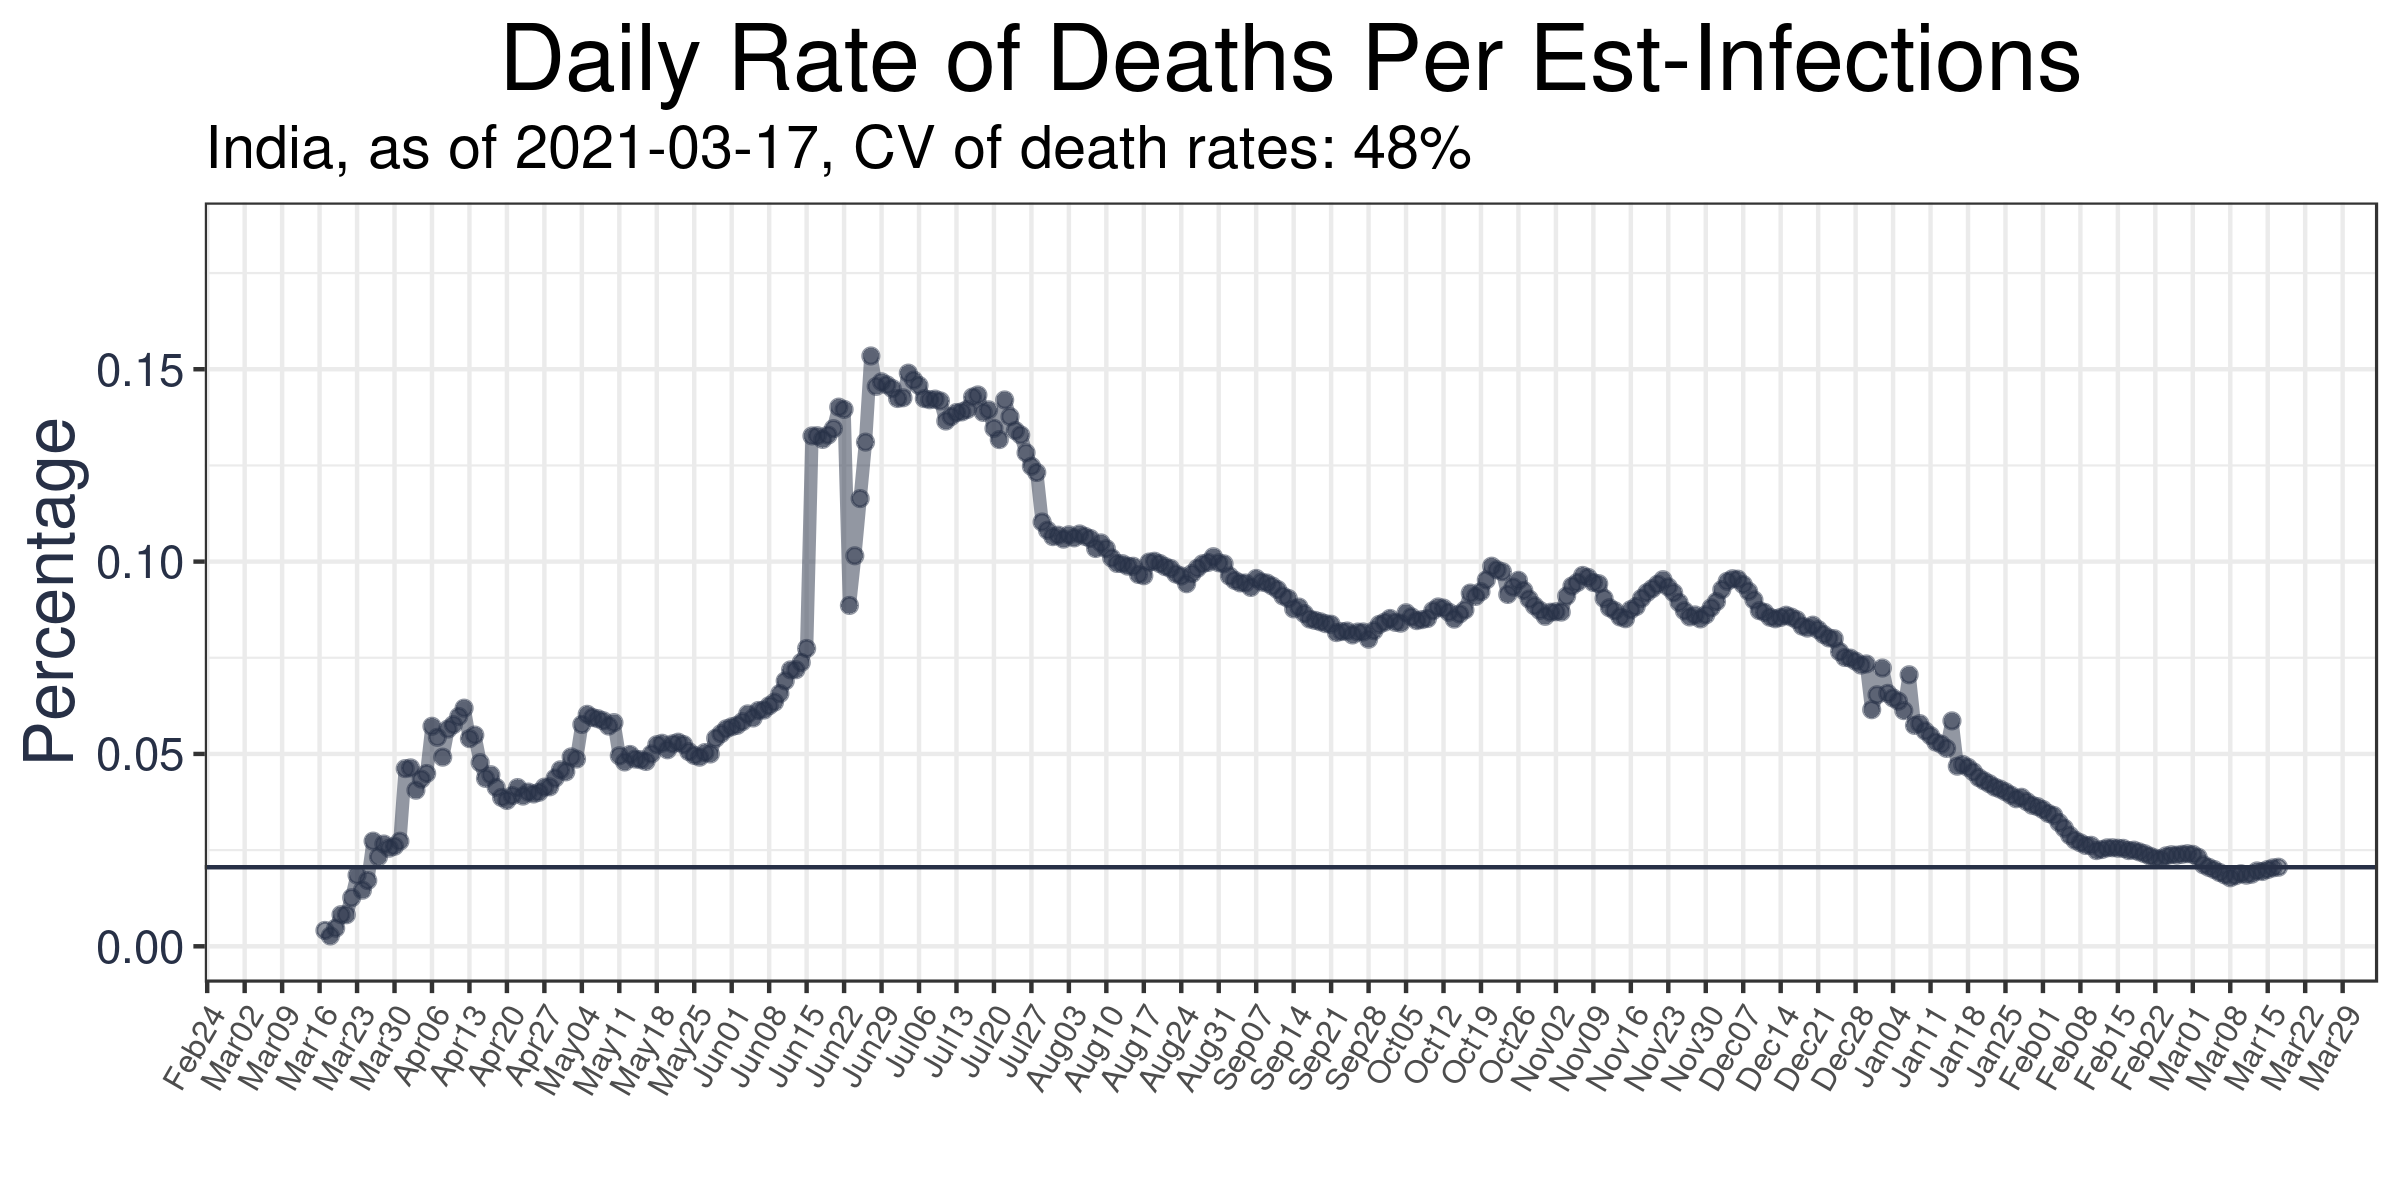 Daily Rate of Deaths Per Est-Infections
India, as of 2021-03-17, CV of death rates: 48%
Percentage
0.15
0.10
0.05
0.00
Feb24
Mar02
Mar09
Mar16
Mar23
Mar30
Apr06
Apr13
Apr20
Apr27
May04
May11
May18
May25
Jun01
Jun08
Jun15
Jun22
Jun29
Jul06
Jul13
Jul20
Jul27
Aug03
Aug10
Aug17
Aug24
Aug31
Sep07
Sep14
Sep21
Sep28
Oct05
Oct12
Oct19
Oct26
Nov02
Nov09
Nov16
Nov23
Nov30
Dec07
Dec14
Dec21
Dec28
Jan04
Jan11
Jan18
Jan25
Feb01
Feb08
Feb15
Feb22
Mar01
Mar08
Mar15
Mar22
Mar29